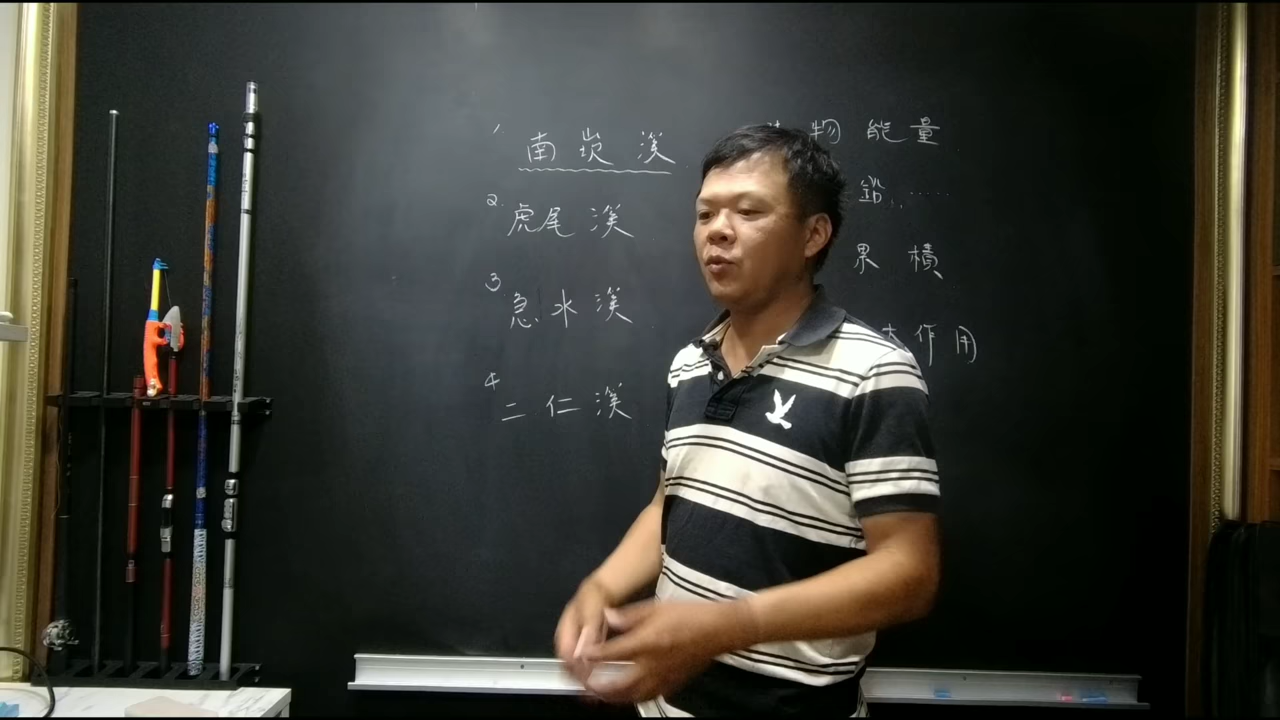 1. 南崁溪
2. 虎尾溪
3 急水溪
4 二仁溪
物能量
鉛......
累積
作用